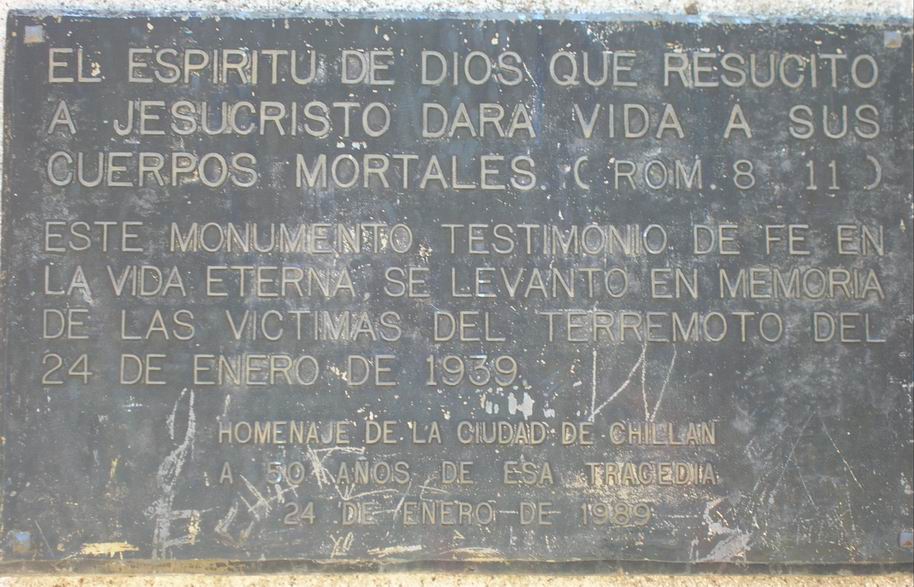 EL ESPIRITU DE DIOS QUE RESUCITO
A JESUCRISTO DARA VIDA A SUS
CUERPOS MORTALES. (ROM. 8 11)
ESTE MONUMENTO TESTIMONIO DE FE EN
LA VIDA ETERNA, SE LEVANTO EN MEMORIA
DE LAS VICTIMAS DEL TERREMOTO DEL
24 DE ENERO DE 1939.
HOMENAJE DE LA CIUDAD DE CHILLAN
A 50 AÑOS DE ESA TRAGEDIA
24 DE ENERO DE 1989